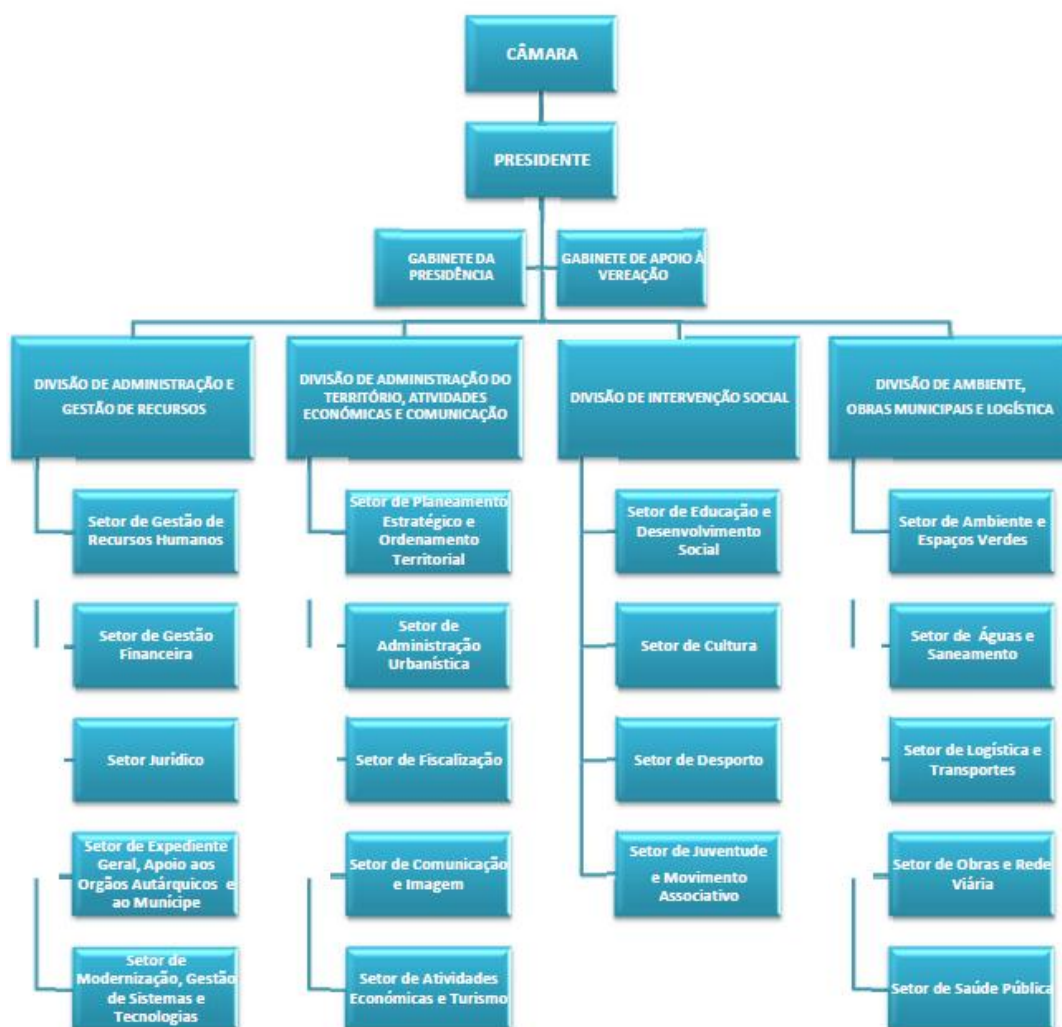 CÂMARA
PRESIDENTE
GABINETE DA
PRESIDÊNCIA
GABINETE DE APOIO À
VEREAÇÃO
DIVISÃO DE ADMINISTRAÇÃO E
GESTÃO DE RECURSOS
DIVISÃO DE ADMINISTRAÇÃO DO
TERRITÓRIO, ATIVIDADES
ECONÓMICAS E COMUNICAÇÃO
DIVISÃO DE INTERVENÇÃO SOCIAL
DIVISÃO DE AMBIENTE,
OBRAS MUNICIPAIS E LOGÍSTICA
Setor de Gestão de
Recursos Humanos
Setor de Planeamento
Estratégico e
Ordenamento
Territorial
Setor de Educação e
Desenvolvimento
Social
Setor de Ambiente e
Espaços Verdes
Setor de Gestão
Financeira
Setor de
Administração
Urbanística
Setor de Cultura
Setor de Águas e
Saneamento
Setor Jurídico
Setor de Fiscalização
Setor de Desporto
Setor de Logística e
Transportes
Setor de Expediente
Geral, Apoio aos
Orgãos Autárquicos e
ao Munícipe
Setor de Comunicação
e Imagem
Setor de Juventude
e Movimento
Associativo
Setor de Obras e Rede
Viária
Setor de
Modernização, Gestão
de Sistemas e
Tecnologias
Setor de Atividades
Económicas e Turismo
Setor de Saúde Pública